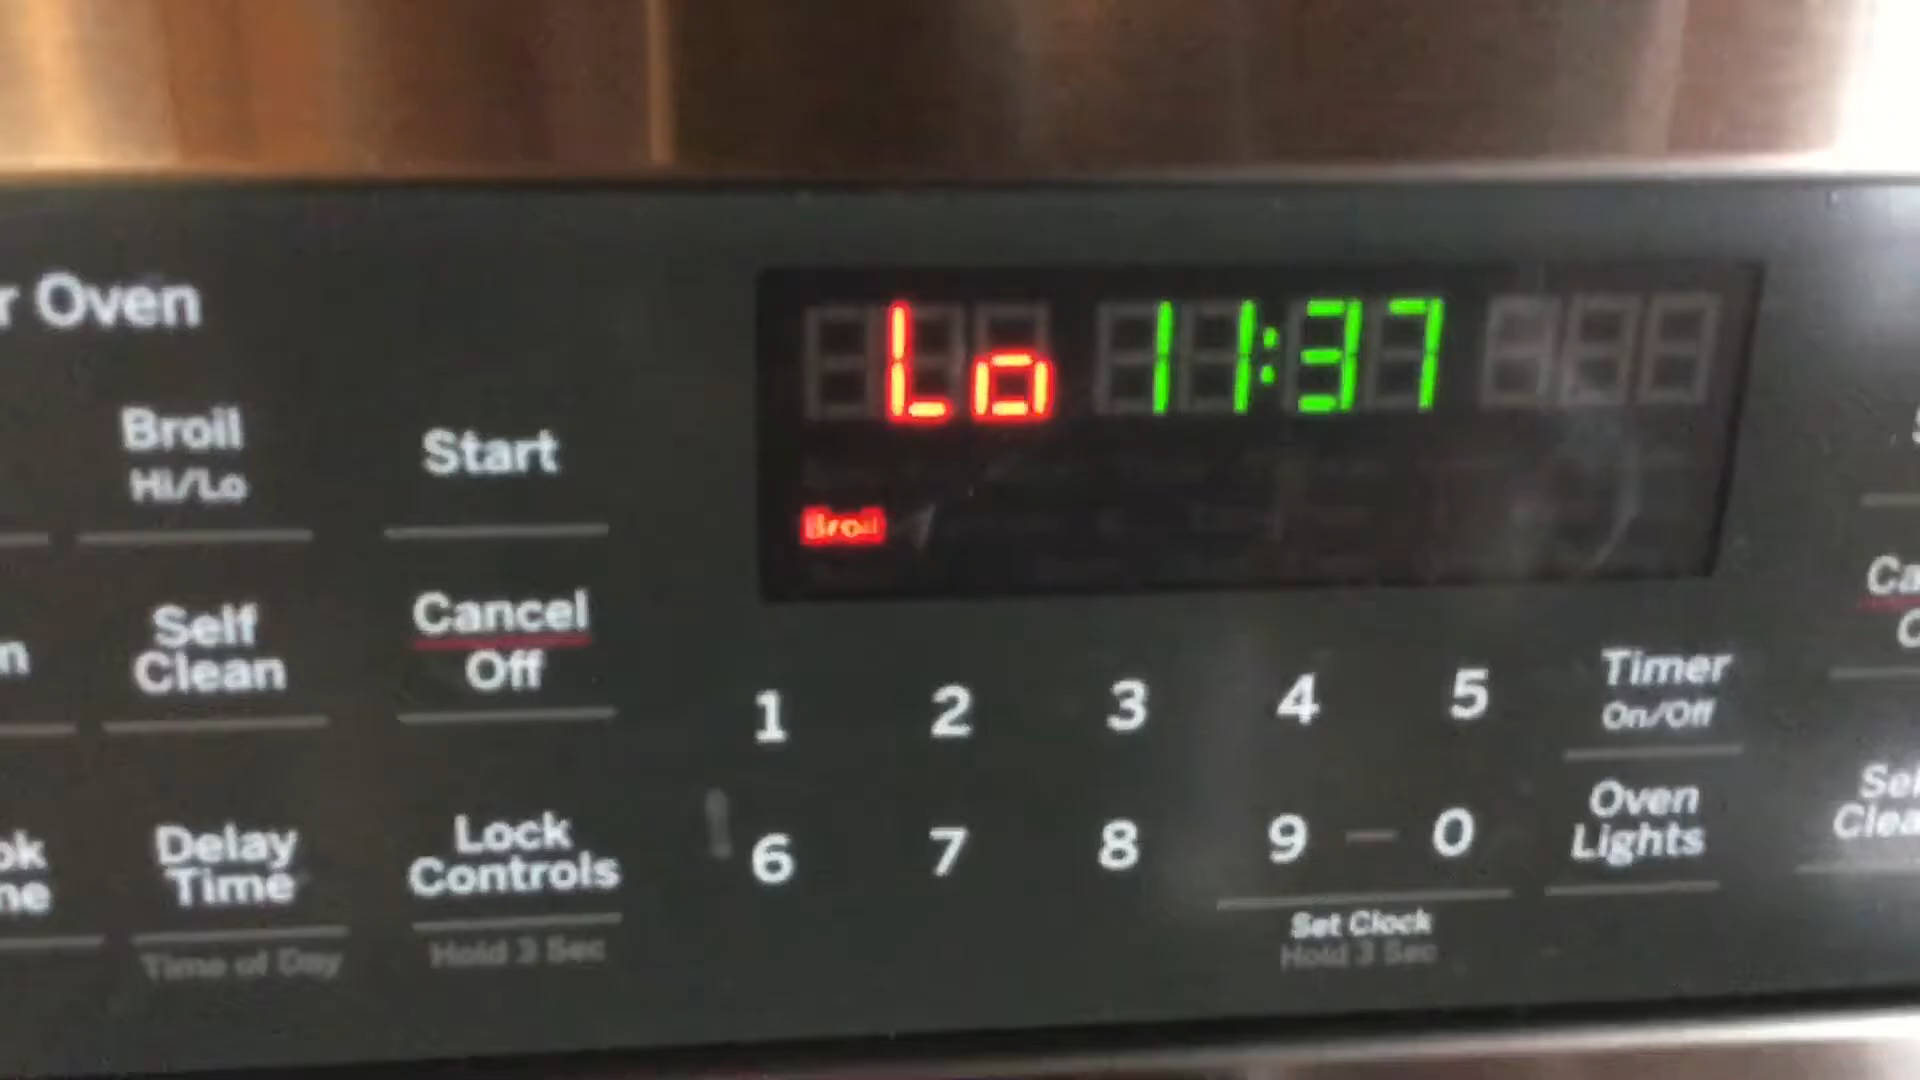 r Oven
Lo 11:37
Broil
Hi/Lo
Start
Broil
Self
Clean
Cancel
Off
1 2 3 4 5
Timer
On/Off
Delay
Time
Time of Day
Lock
Controls
Hold 3 Sec
6 7 8 9 — 0
Set Clock
Hold 3 Sec
Oven
Lights